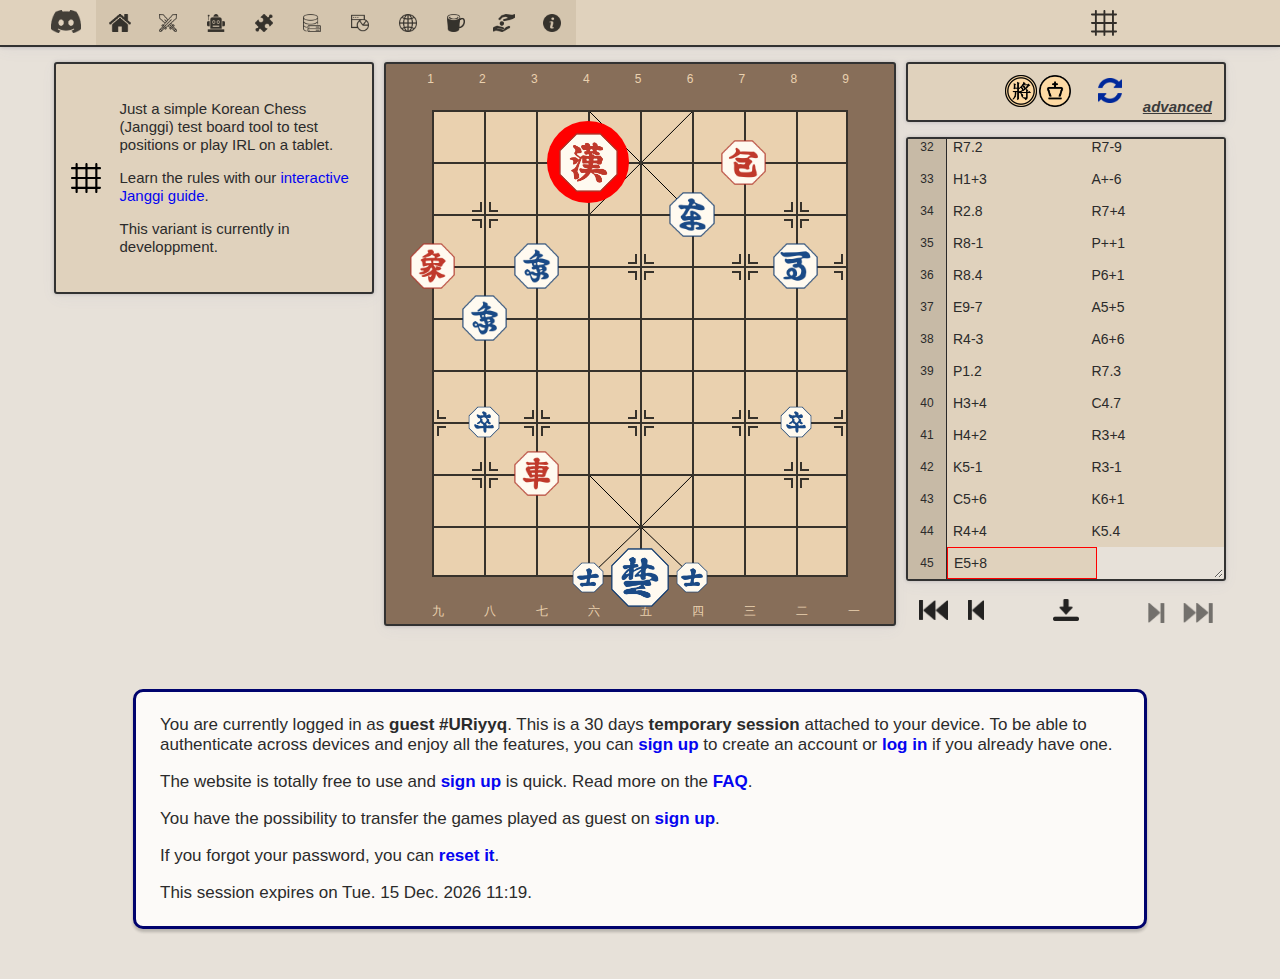 Just a simple Korean Chess
(Janggi) test board tool to test
positions or play IRL on a tablet.
Learn the rules with our interactive
Janggi guide.
This variant is currently in
developpment.
1 2 3 4 5 6 7 8 9
漢 包
象
卒 卒
車
士 楚 士
九 八 七 六 五 四 三 二 一
將
advanced
32 R7.2 R7-9
33 H1+3 A+-6
34 R2.8 R7+4
35 R8-1 P++1
36 R8.4 P6+1
37 E9-7 A5+5
38 R4-3 A6+6
39 P1.2 R7.3
40 H3+4 C4.7
41 H4+2 R3+4
42 K5-1 R3-1
43 C5+6 K6+1
44 R4+4 K5.4
45 E5+8
You are currently logged in as guest #URiyyq. This is a 30 days temporary session attached to your device. To be able to
authenticate across devices and enjoy all the features, you can sign up to create an account or log in if you already have one.
The website is totally free to use and sign up is quick. Read more on the FAQ.
You have the possibility to transfer the games played as guest on sign up.
If you forgot your password, you can reset it.
This session expires on Tue. 15 Dec. 2026 11:19.